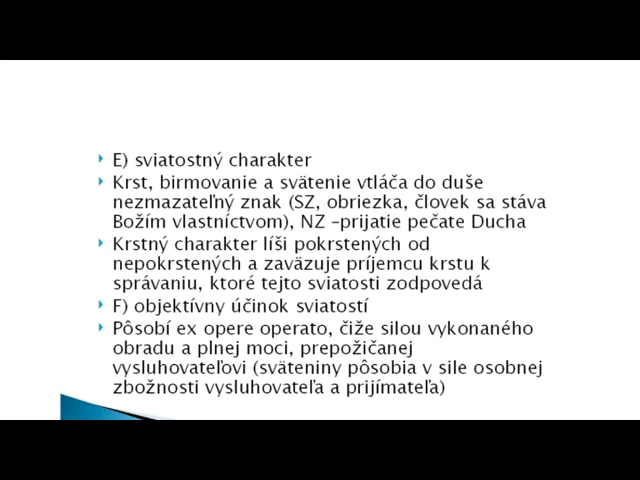 E) sviatostný charakter
Krst, birmovanie a svätenie vtláča do duše
nezmazateľný znak (SZ, obriezka, človek sa stáva
Božím vlastníctvom), NZ –prijatie pečate Ducha
Krstný charakter líši pokrstených od
nepokrstených a zaväzuje príjemcu krstu k
správaniu, ktoré tejto sviatosti zodpovedá
F) objektívny účinok sviatostí
Pôsobí ex opere operato, čiže silou vykonaného
obradu a plnej moci, prepožičanej
vysluhovateľovi (sväteniny pôsobia v sile osobnej
zbožnosti vysluhovateľa a prijímateľa)